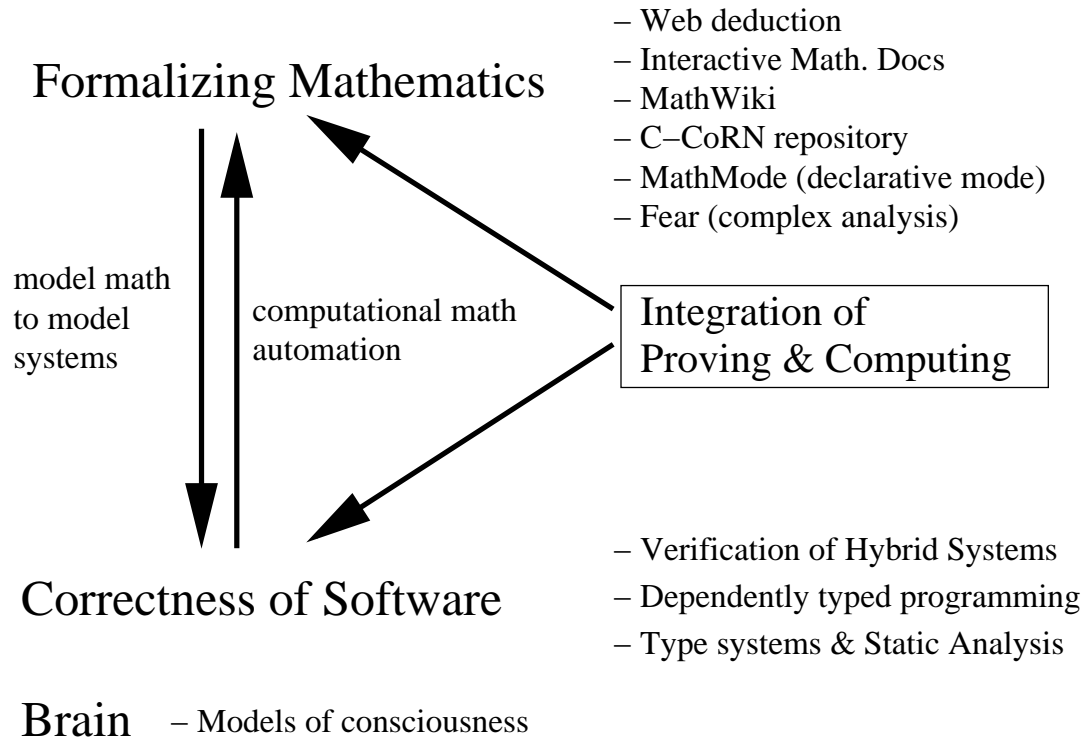 Formalizing Mathematics
– Web deduction
– Interactive Math. Docs
– MathWiki
– C–CoRN repository
– MathMode (declarative mode)
– Fear (complex analysis)
model math
to model
systems
computational math
automation
Integration of
Proving & Computing
Correctness of Software
– Verification of Hybrid Systems
– Dependently typed programming
– Type systems & Static Analysis
Brain – Models of consciousness